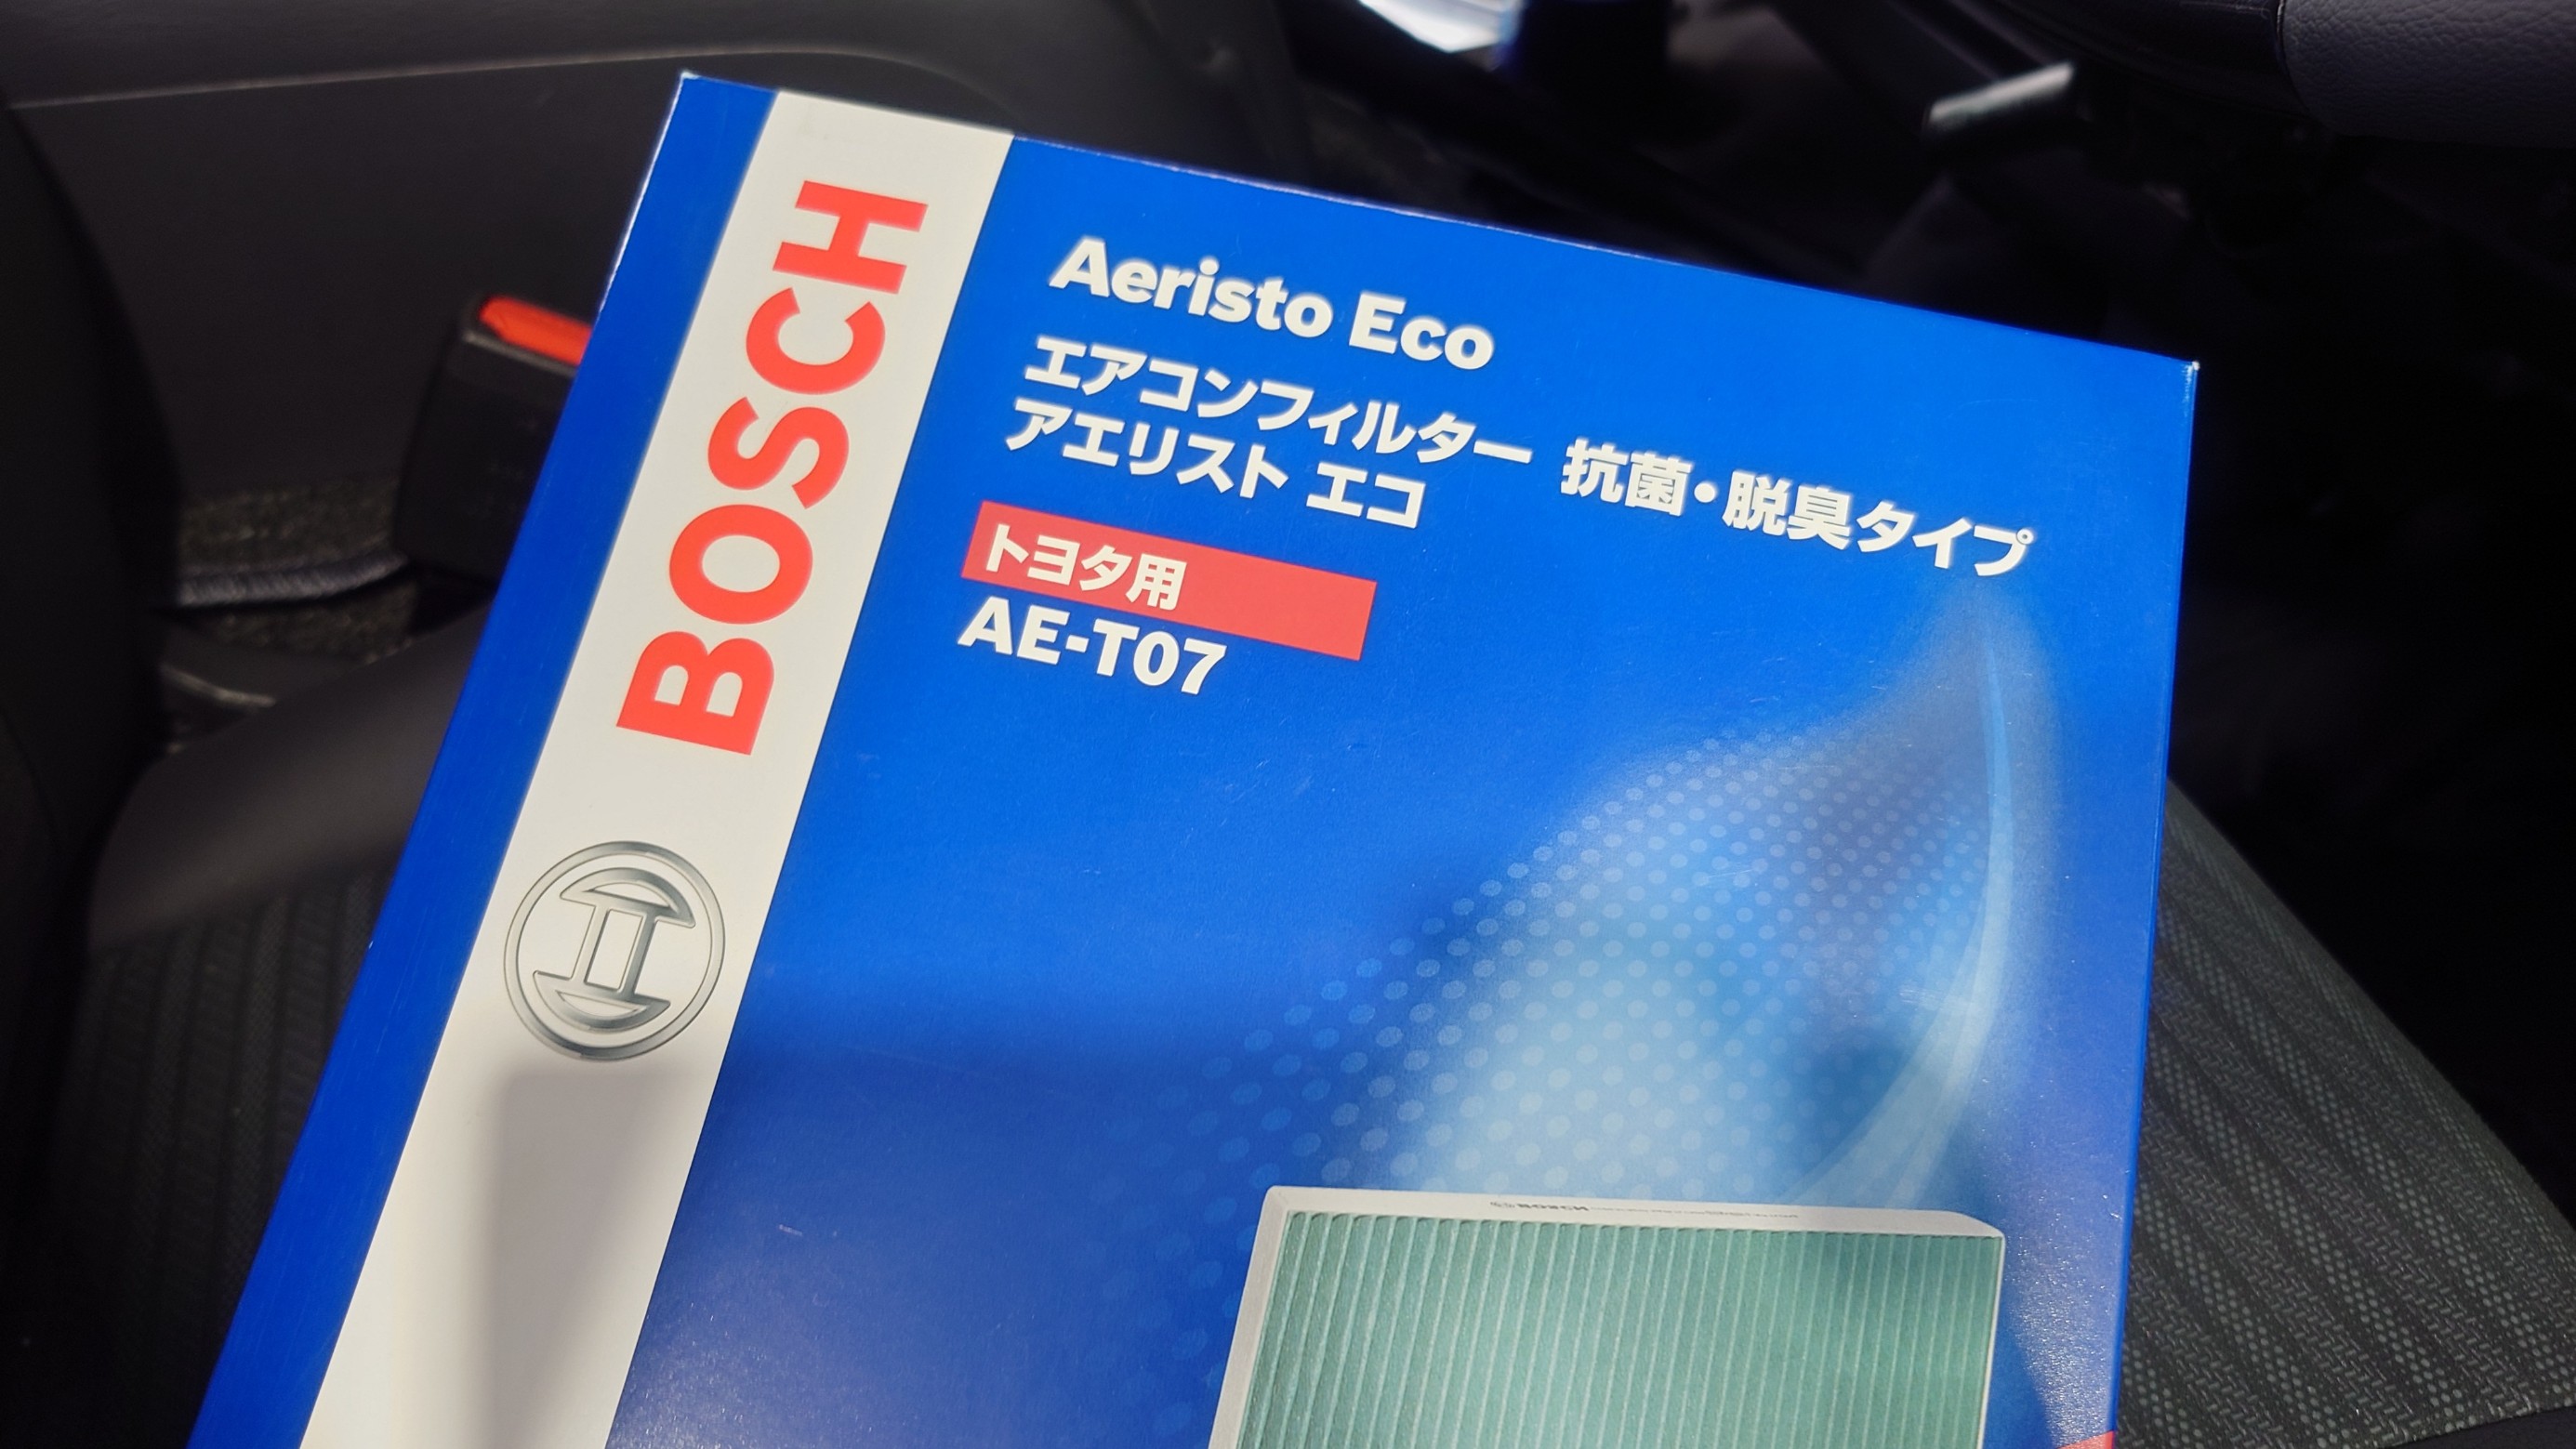 BOSCH
Aeristo Eco
エアコンフィルター 抗菌・脱臭タイプ
アエリスト エコ
トヨタ用
AE-T07
BOSCH